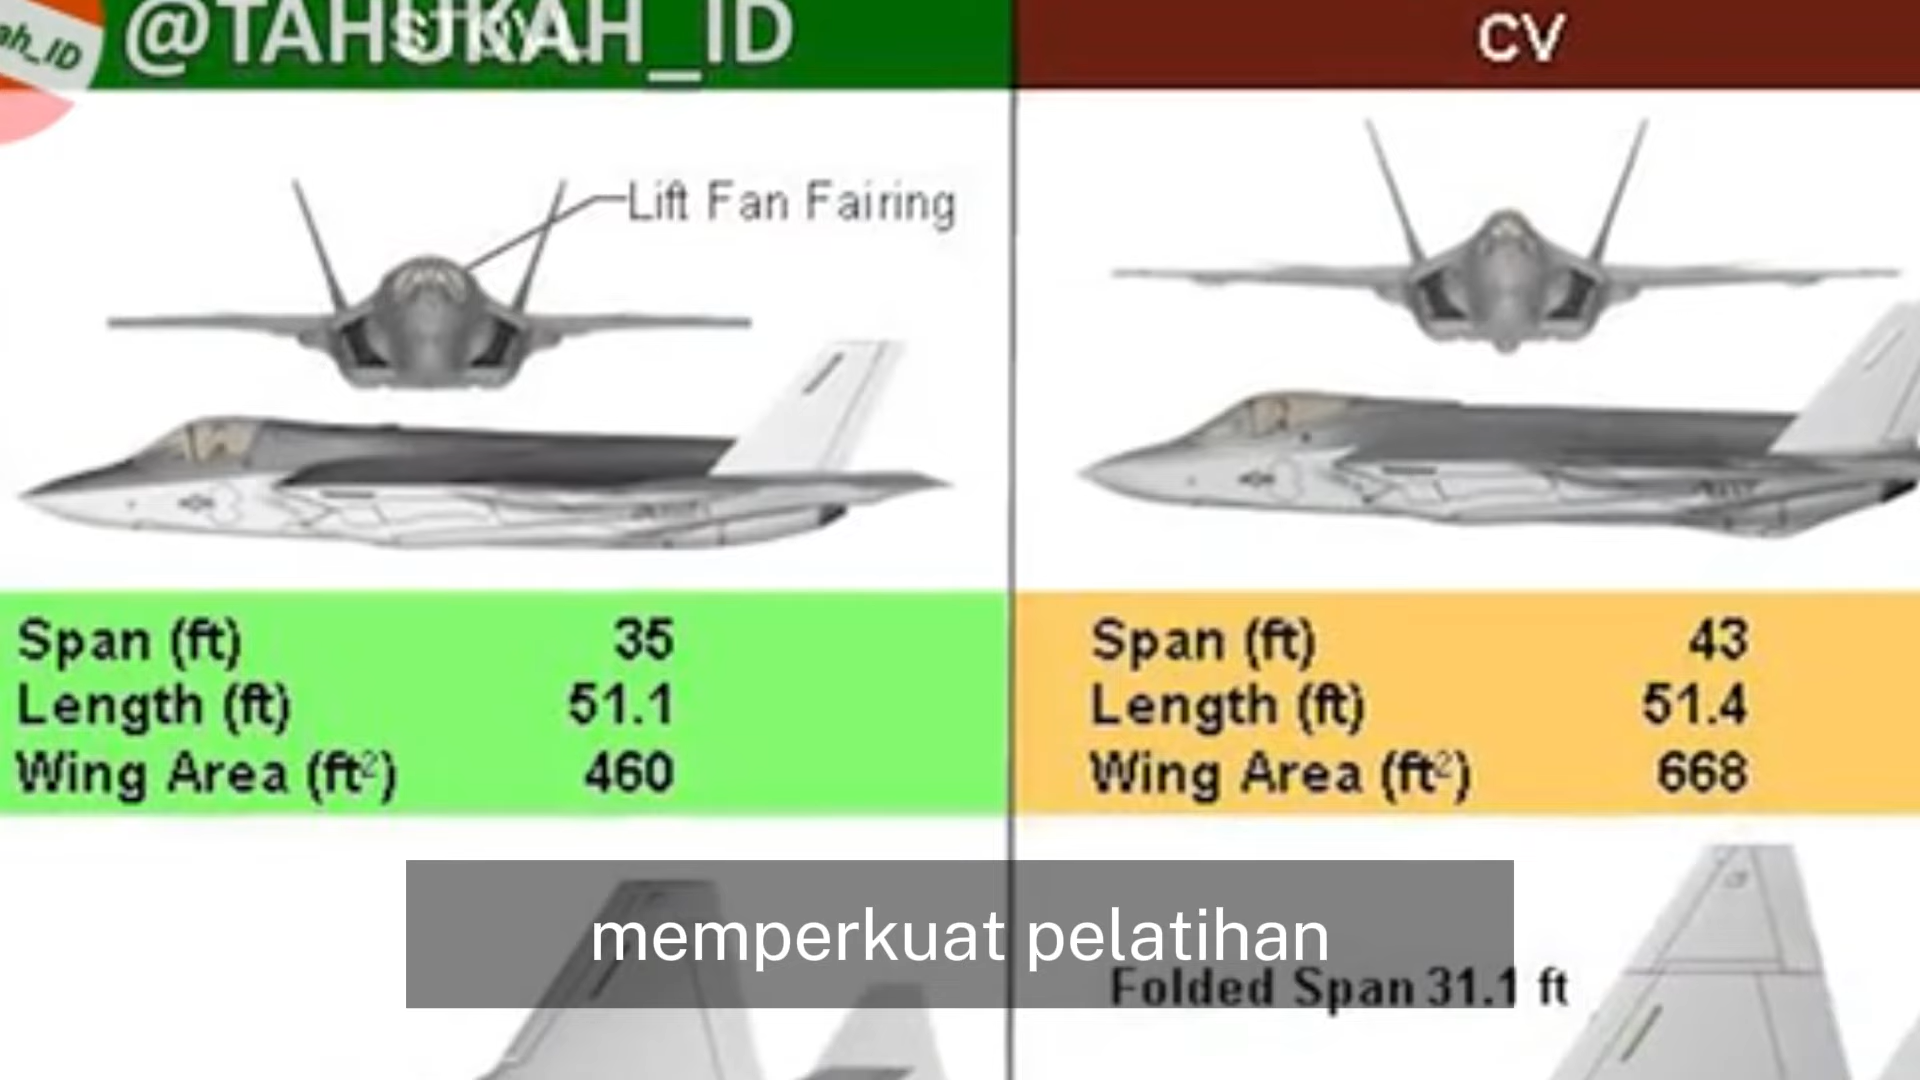 ah_ID
@TAHUKAH_ID
CV
Lift Fan Fairing
Span (ft) 35
Length (ft) 51.1
Wing Area (ft²) 460
Span (ft) 43
Length (ft) 51.4
Wing Area (ft²) 668
memperkuat pelatihan
Folded Span 31.1 ft